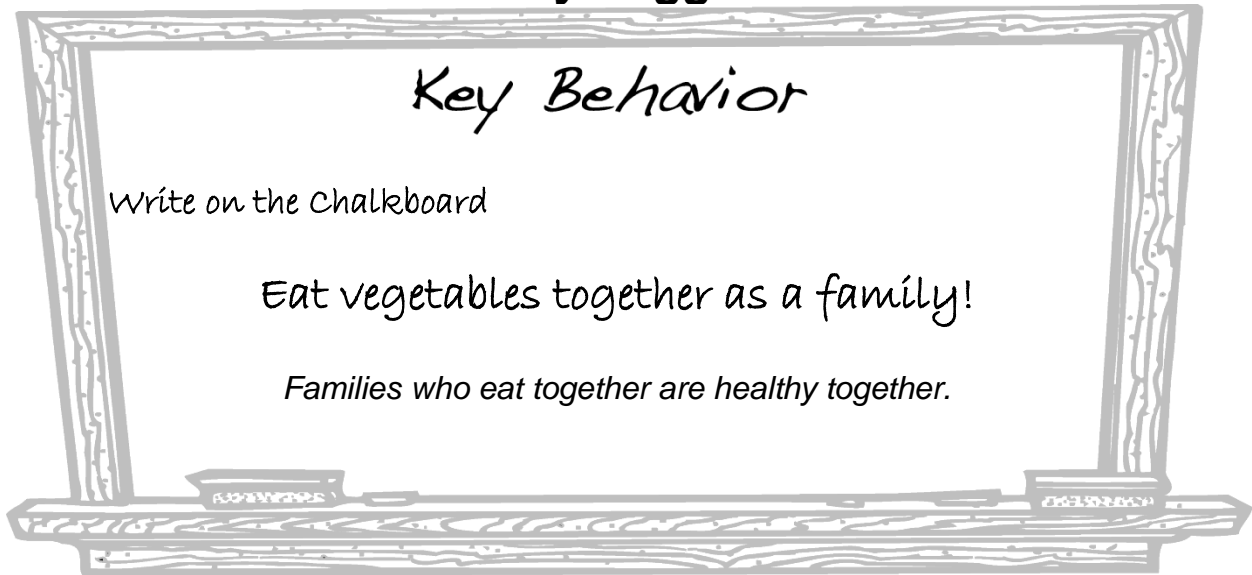 Key Behavior
Write on the Chalkboard
Eat vegetables together as a family!
Families who eat together are healthy together.